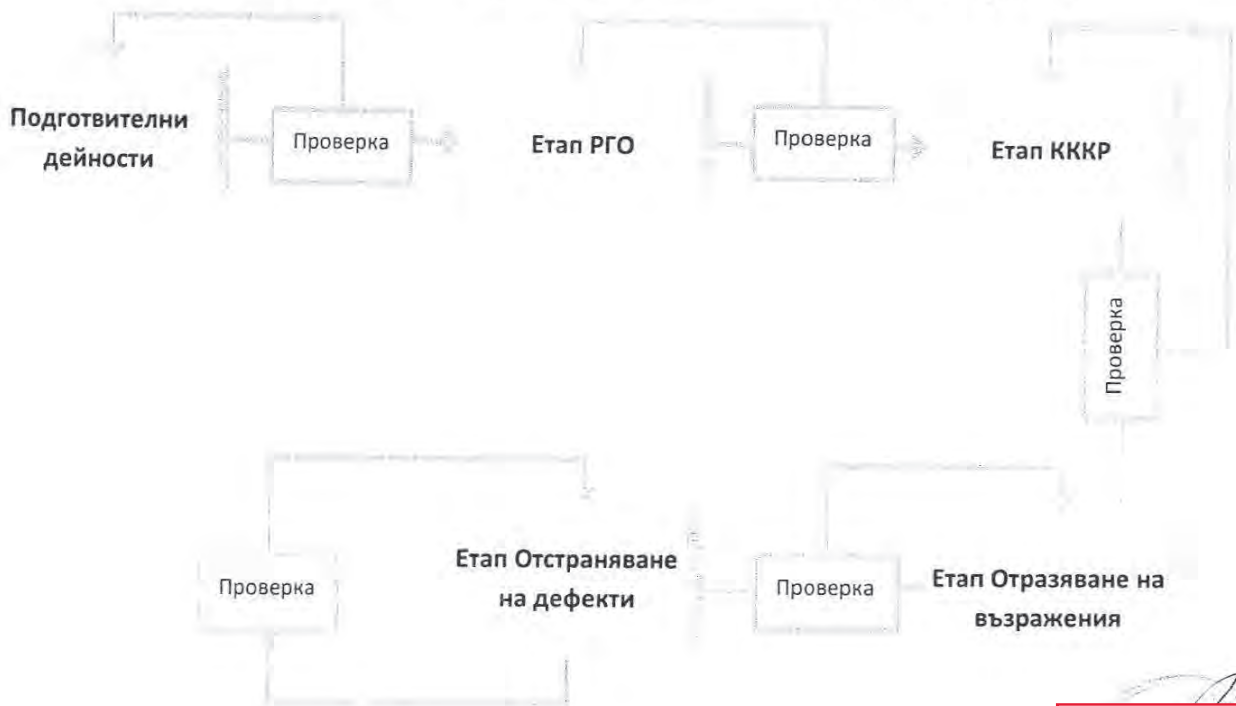 Подготвителни
дейности
Проверка
Етап РГО
Проверка
Етап КККР
Проверка
Етап Отразяване на
възражения
Проверка
Етап Отстраняване
на дефекти
Проверка